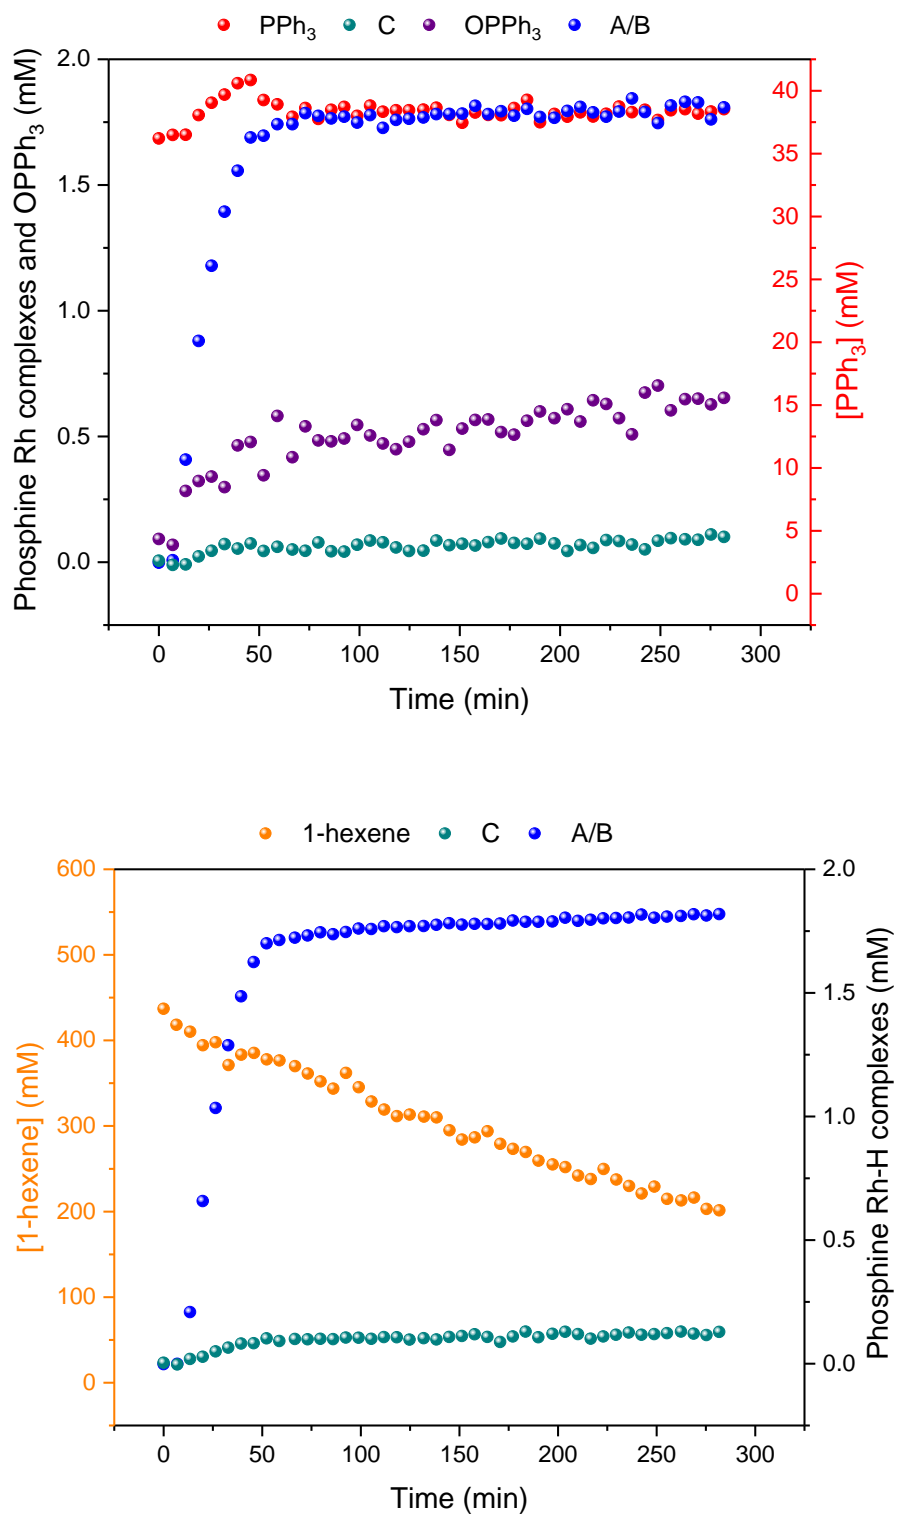 PPh₃ C OPPh₃ A/B
Phosphine Rh complexes and OPPh₃ (mM)
2.0
1.5
1.0
0.5
0.0
40
35
30
25
20
15
10
5
0
[PPh₃] (mM)
0 50 100 150 200 250 300
Time (min)
1-hexene C A/B
[1-hexene] (mM)
600
500
400
300
200
100
0
2.0
1.5
1.0
0.5
0.0
Phosphine Rh-H complexes (mM)
0 50 100 150 200 250 300
Time (min)